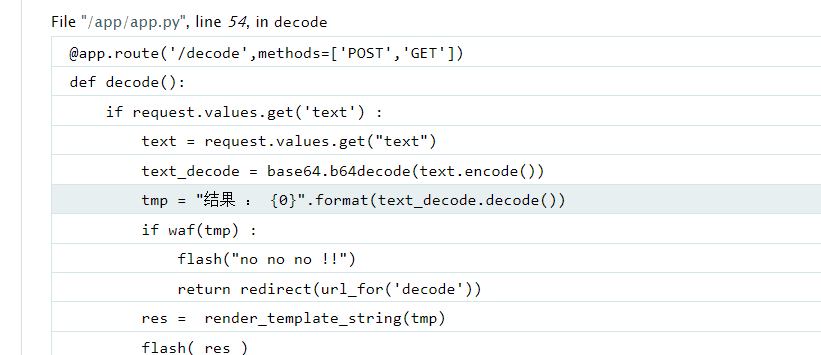 File "/app/app.py", line 54, in decode
@app.route('/decode',methods=['POST','GET'])
def decode():
    if request.values.get('text') :
        text = request.values.get("text")
        text_decode = base64.b64decode(text.encode())
        tmp = "结果 ： {0}".format(text_decode.decode())
        if waf(tmp) :
            flash("no no no !!")
            return redirect(url_for('decode'))
        res =  render_template_string(tmp)
        flash( res )